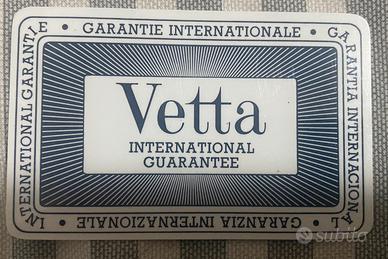 • GARANTIE INTERNATIONALE •
GARANTIA INTERNACIONAL
• GARANZIA INTERNAZIONALE •
INTERNATIONAL GARANTIE
Vetta
INTERNATIONAL
GUARANTEE
subito